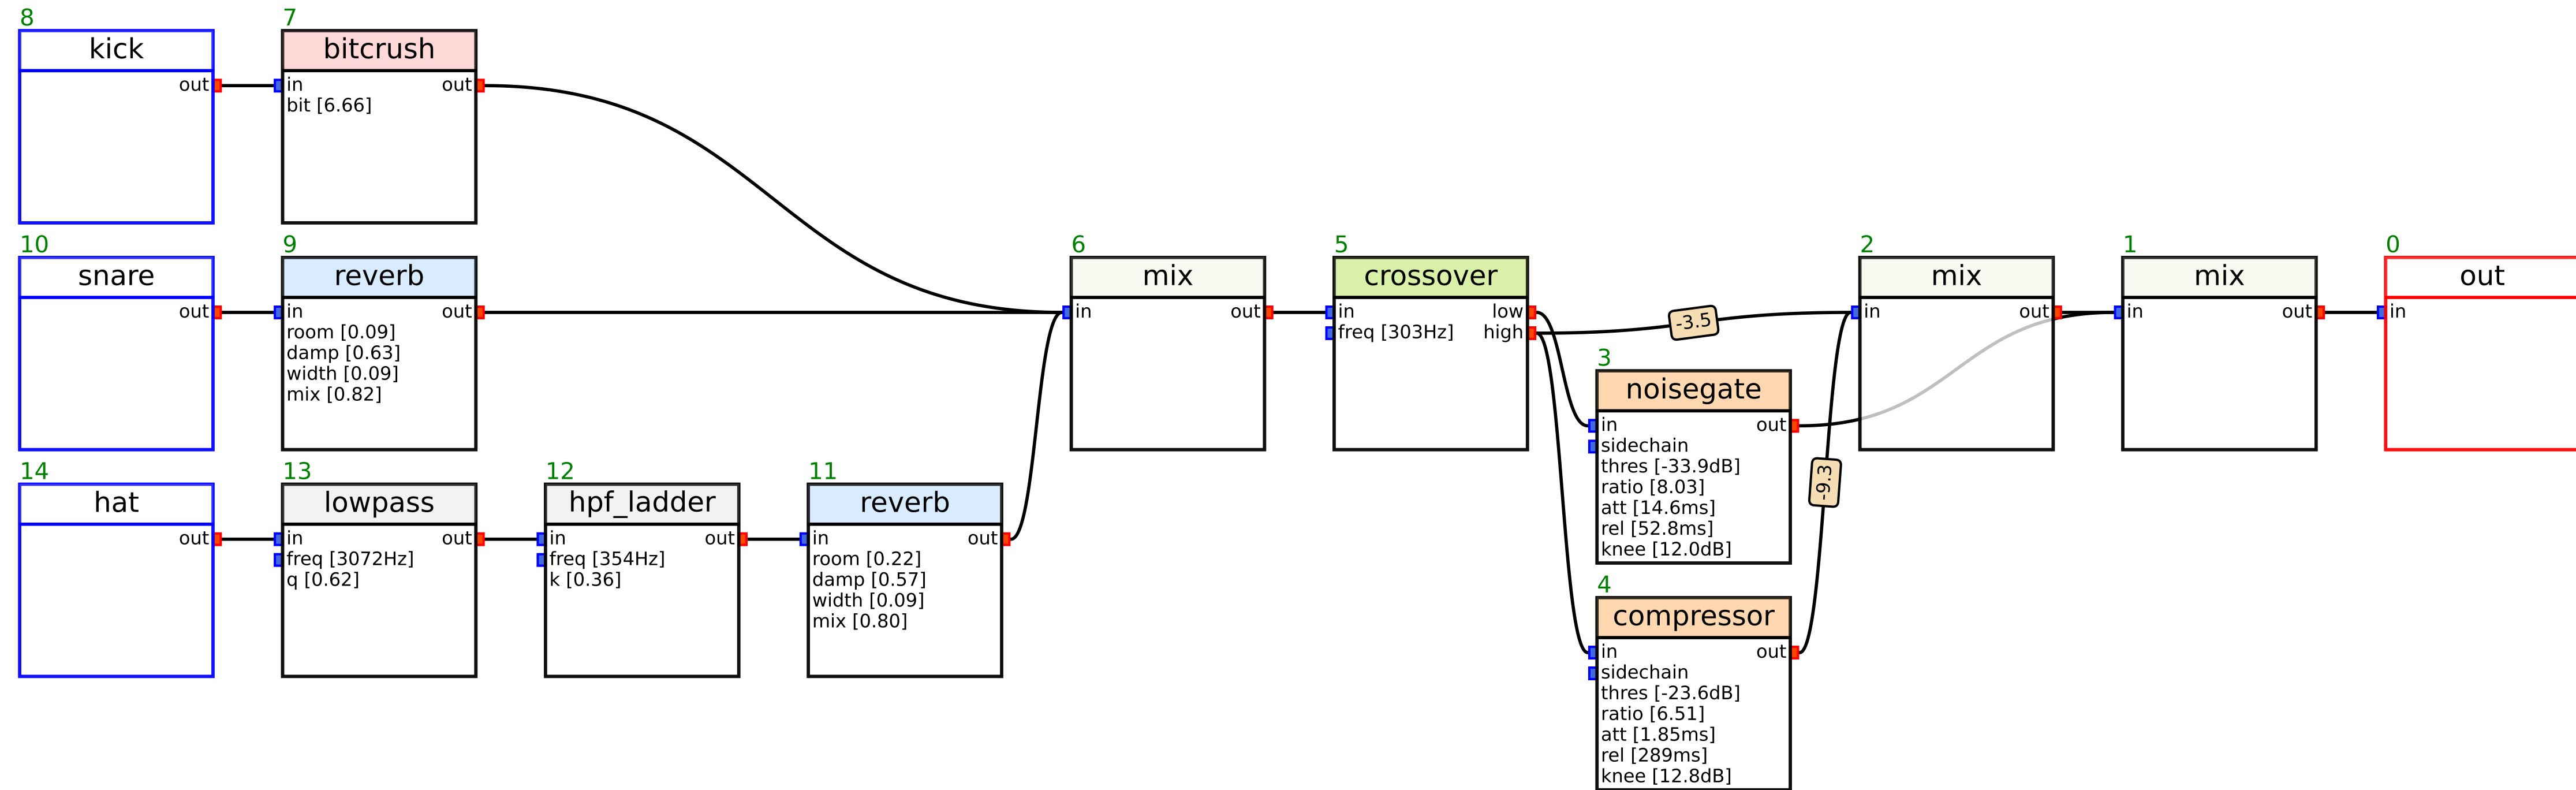 8
kick
out
7
bitcrush
in out
bit [6.66]
10
snare
out
9
reverb
in out
room [0.09]
damp [0.63]
width [0.09]
mix [0.82]
14
hat
out
13
lowpass
in out
freq [3072Hz]
q [0.62]
12
hpf_ladder
in out
freq [354Hz]
k [0.36]
11
reverb
in out
room [0.22]
damp [0.57]
width [0.09]
mix [0.80]
6
mix
in out
5
crossover
in low
freq [303Hz] high
-3.5
3
noisegate
in out
sidechain
thres [-33.9dB]
ratio [8.03]
att [14.6ms]
rel [52.8ms]
knee [12.0dB]
4
compressor
in out
sidechain
thres [-23.6dB]
ratio [6.51]
att [1.85ms]
rel [289ms]
knee [12.8dB]
-9.3
2
mix
in out
1
mix
in out
0
out
in